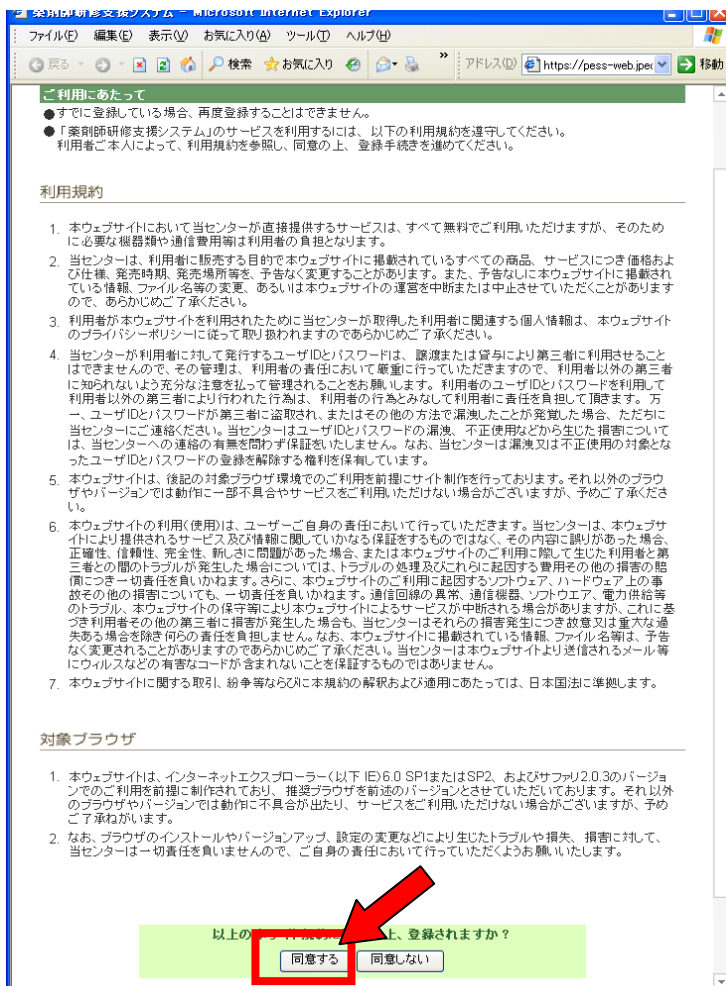 薬剤師研修支援システム - Microsoft Internet Explorer
ファイル(F) 編集(E) 表示(V) お気に入り(A) ツール(T) ヘルプ(H)
戻る 検索 お気に入り » アドレス(D) https://pess-web.jpec 移動
ご利用にあたって
●すでに登録している場合、再度登録することはできません。
●「薬剤師研修支援システム」のサービスを利用するには、以下の利用規約を遵守してください。
利用者ご本人によって、利用規約を参照し、同意の上、登録手続きを進めてください。
利用規約
1. 本ウェブサイトにおいて当センターが直接提供するサービスは、すべて無料でご利用いただけますが、そのため
に必要な機器類や通信費用等は利用者の負担となります。
2. 当センターは、利用者に販売する目的で本ウェブサイトに掲載されているすべての商品、サービスにつき価格およ
び仕様、発売時期、発売場所等を、予告なく変更することがあります。また、予告なしに本ウェブサイトに掲載され
ている情報、ファイル名等の変更、あるいは本ウェブサイトの運営を中断または中止させていただくことがあります
ので、あらかじめご了承ください。
3. 利用者が本ウェブサイトを利用されたために当センターが取得した利用者に関連する個人情報は、本ウェブサイト
のプライバシーポリシーに従って取り扱われますのであらかじめご了承ください。
4. 当センターが利用者に対して発行するユーザIDとパスワードは、譲渡または貸与により第三者に利用させること
はできませんので、その管理は、利用者の責任において厳重に行っていただきますので、利用者以外の第三者
に知られないよう充分な注意を払って管理されることをお願いします。利用者のユーザIDとパスワードを利用して
利用者以外の第三者により行われた行為は、利用者の行為とみなして利用者に責任を負担して頂きます。万
一、ユーザIDとパスワードが第三者に盗取され、またはその他の方法で漏洩したことが発覚した場合、ただちに
当センターにご連絡ください。当センターはユーザIDとパスワードの漏洩、不正使用などから生じた損害について
は、当センターへの連絡の有無を問わず保証をいたしません。なお、当センターは漏洩又は不正使用の対象とな
ったユーザIDとパスワードの登録を解除する権利を保有しています。
5. 本ウェブサイトは、後記の対象ブラウザ環境でのご利用を前提にサイト制作を行っております。それ以外のブラウ
ザやバージョンでは動作に一部不具合やサービスをご利用いただけない場合がございますが、予めご了承くださ
い。
6. 本ウェブサイトの利用(使用)は、ユーザーご自身の責任において行っていただきます。当センターは、本ウェブサ
イトにより提供されるサービス及び情報に関していかなる保証をするものではなく、その内容に誤りがあった場合、
正確性、信頼性、完全性、新しさに問題があった場合、または本ウェブサイトのご利用に際して生じた利用者と第
三者との間のトラブルが発生した場合については、トラブルの処理及びこれらに起因する費用その他の損害の賠
償につき一切責任を負いかねます。さらに、本ウェブサイトのご利用に起因するソフトウェア、ハードウェア上の事
故その他の損害についても、一切責任を負いかねます。通信回線の異常、通信機器、ソフトウエア、電力供給等
のトラブル、本ウェブサイトの保守等により本ウェブサイトによるサービスが中断される場合がありますが、これに基
づき利用者その他の第三者に損害が発生した場合も、当センターはそれらの損害発生につき故意又は重大な過
失ある場合を除き何らの責任を負担しません。なお、本ウェブサイトに掲載されている情報、ファイル名等は、予告
なく変更されることがありますのであらかじめご了承ください。当センターは本ウェブサイトより送信されるメール等
にウィルスなどの有害なコードが含まれないことを保証するものではありません。
7. 本ウェブサイトに関する取引、紛争等ならびに本規約の解釈および適用にあたっては、日本国法に準拠します。
対象ブラウザ
1. 本ウェブサイトは、インターネットエクスプローラー(以下 IE)6.0 SP1またはSP2、およびサファリ2.0.3のバージョ
ンでのご利用を前提に制作されており、推奨ブラウザを前述のバージョンとさせていただいております。それ以外
のブラウザやバージョンでは動作に不具合が出たり、サービスをご利用いただけない場合がございますが、予め
ご了承ねがいます。
2. なお、ブラウザのインストールやバージョンアップ、設定の変更などにより生じたトラブルや損失、損害に対して、
当センターは一切責任を負いませんので、ご自身の責任において行っていただくようお願いいたします。
以上の 上、登録されますか？
同意する 同意しない